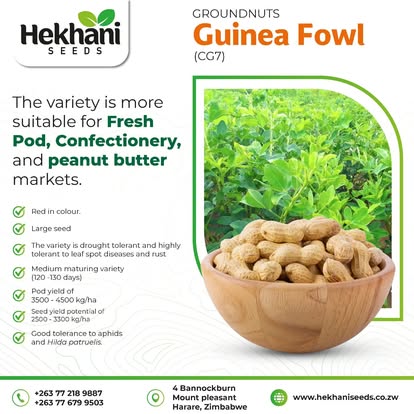 Hekhani
SEEDS
GROUNDNUTS
Guinea Fowl
(CG7)
The variety is more
suitable for Fresh
Pod, Confectionery,
and peanut butter
markets.
Red in colour.
Large seed
The variety is drought tolerant and highly
tolerant to leaf spot diseases and rust
Medium maturing variety
(120 -130 days)
Pod yield of
3500 - 4500 kg/ha
Seed yield potential of
2500 - 3300 kg/ha
Good tolerance to aphids
and Hilda patruelis.
+263 77 218 9887
+263 77 679 9503
4 Bannockburn
Mount pleasant
Harare, Zimbabwe
www.hekhaniseeds.co.zw